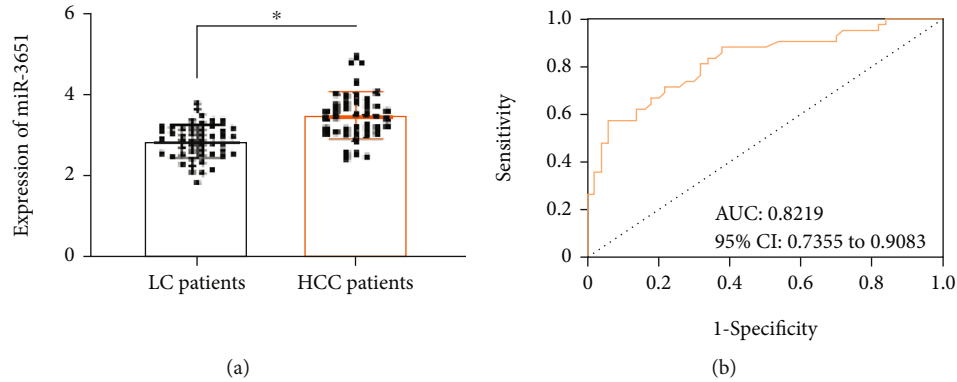 Expression of miR-3651
6
4
2
0
*
LC patients
HCC patients
(a)
Sensitivity
1.0
0.8
0.6
0.4
0.2
0
AUC: 0.8219
95% CI: 0.7355 to 0.9083
0
0.2
0.4
0.6
0.8
1.0
1-Specificity
(b)